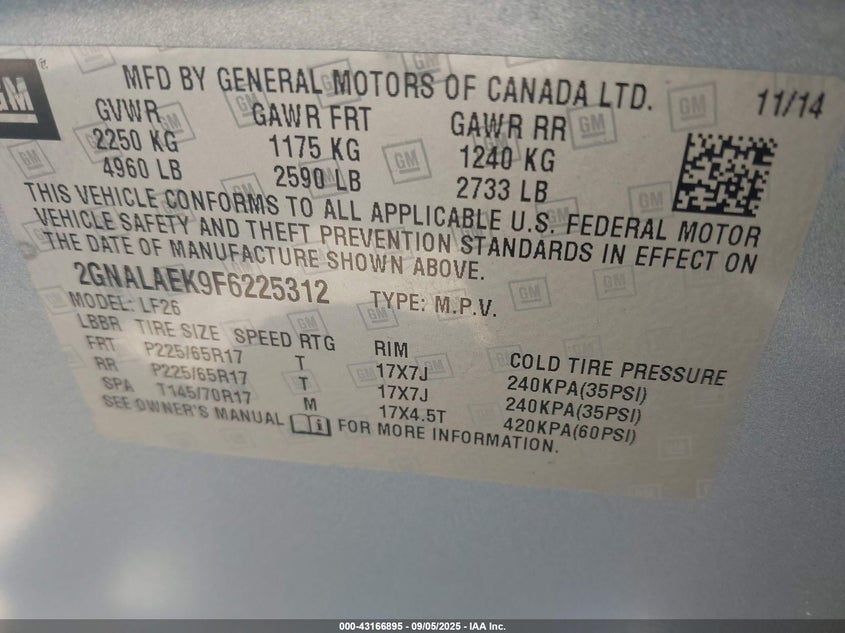 GM
MFD BY GENERAL MOTORS OF CANADA LTD. 11/14
GVWR GAWR FRT GAWR RR
2250 KG 1175 KG 1240 KG
4960 LB 2590 LB 2733 LB
THIS VEHICLE CONFORMS TO ALL APPLICABLE U.S. FEDERAL MOTOR
VEHICLE SAFETY AND THEFT PREVENTION STANDARDS IN EFFECT ON
THE DATE OF MANUFACTURE SHOWN ABOVE.
2GNALAEK9F6225312 TYPE: M.P.V.
MODEL: LF26
LBBR TIRE SIZE SPEED RTG RIM COLD TIRE PRESSURE
FRT P225/65R17 T 17X7J 240KPA(35PSI)
RR P225/65R17 T 17X7J 240KPA(35PSI)
SPA T145/70R17 M 17X4.5T 420KPA(60PSI)
SEE OWNER'S MANUAL FOR MORE INFORMATION.
000-43166895 - 09/05/2025 - IAA Inc.